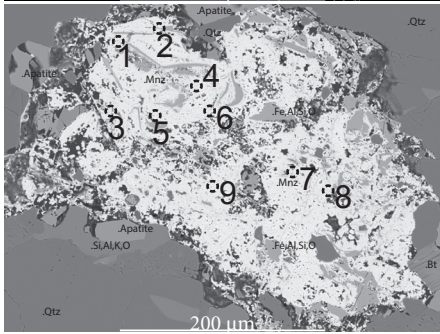 .Apatite
.Qtz
.Qtz
1
2
.Apatite
.Mnz
4
3
5
6
.Fe,Al,Si,O
.Mnz
7
8
9
.Apatite
.Si,Al,K,O
.Fe,Al,Si,O
.Bt
.Qtz
200 µm